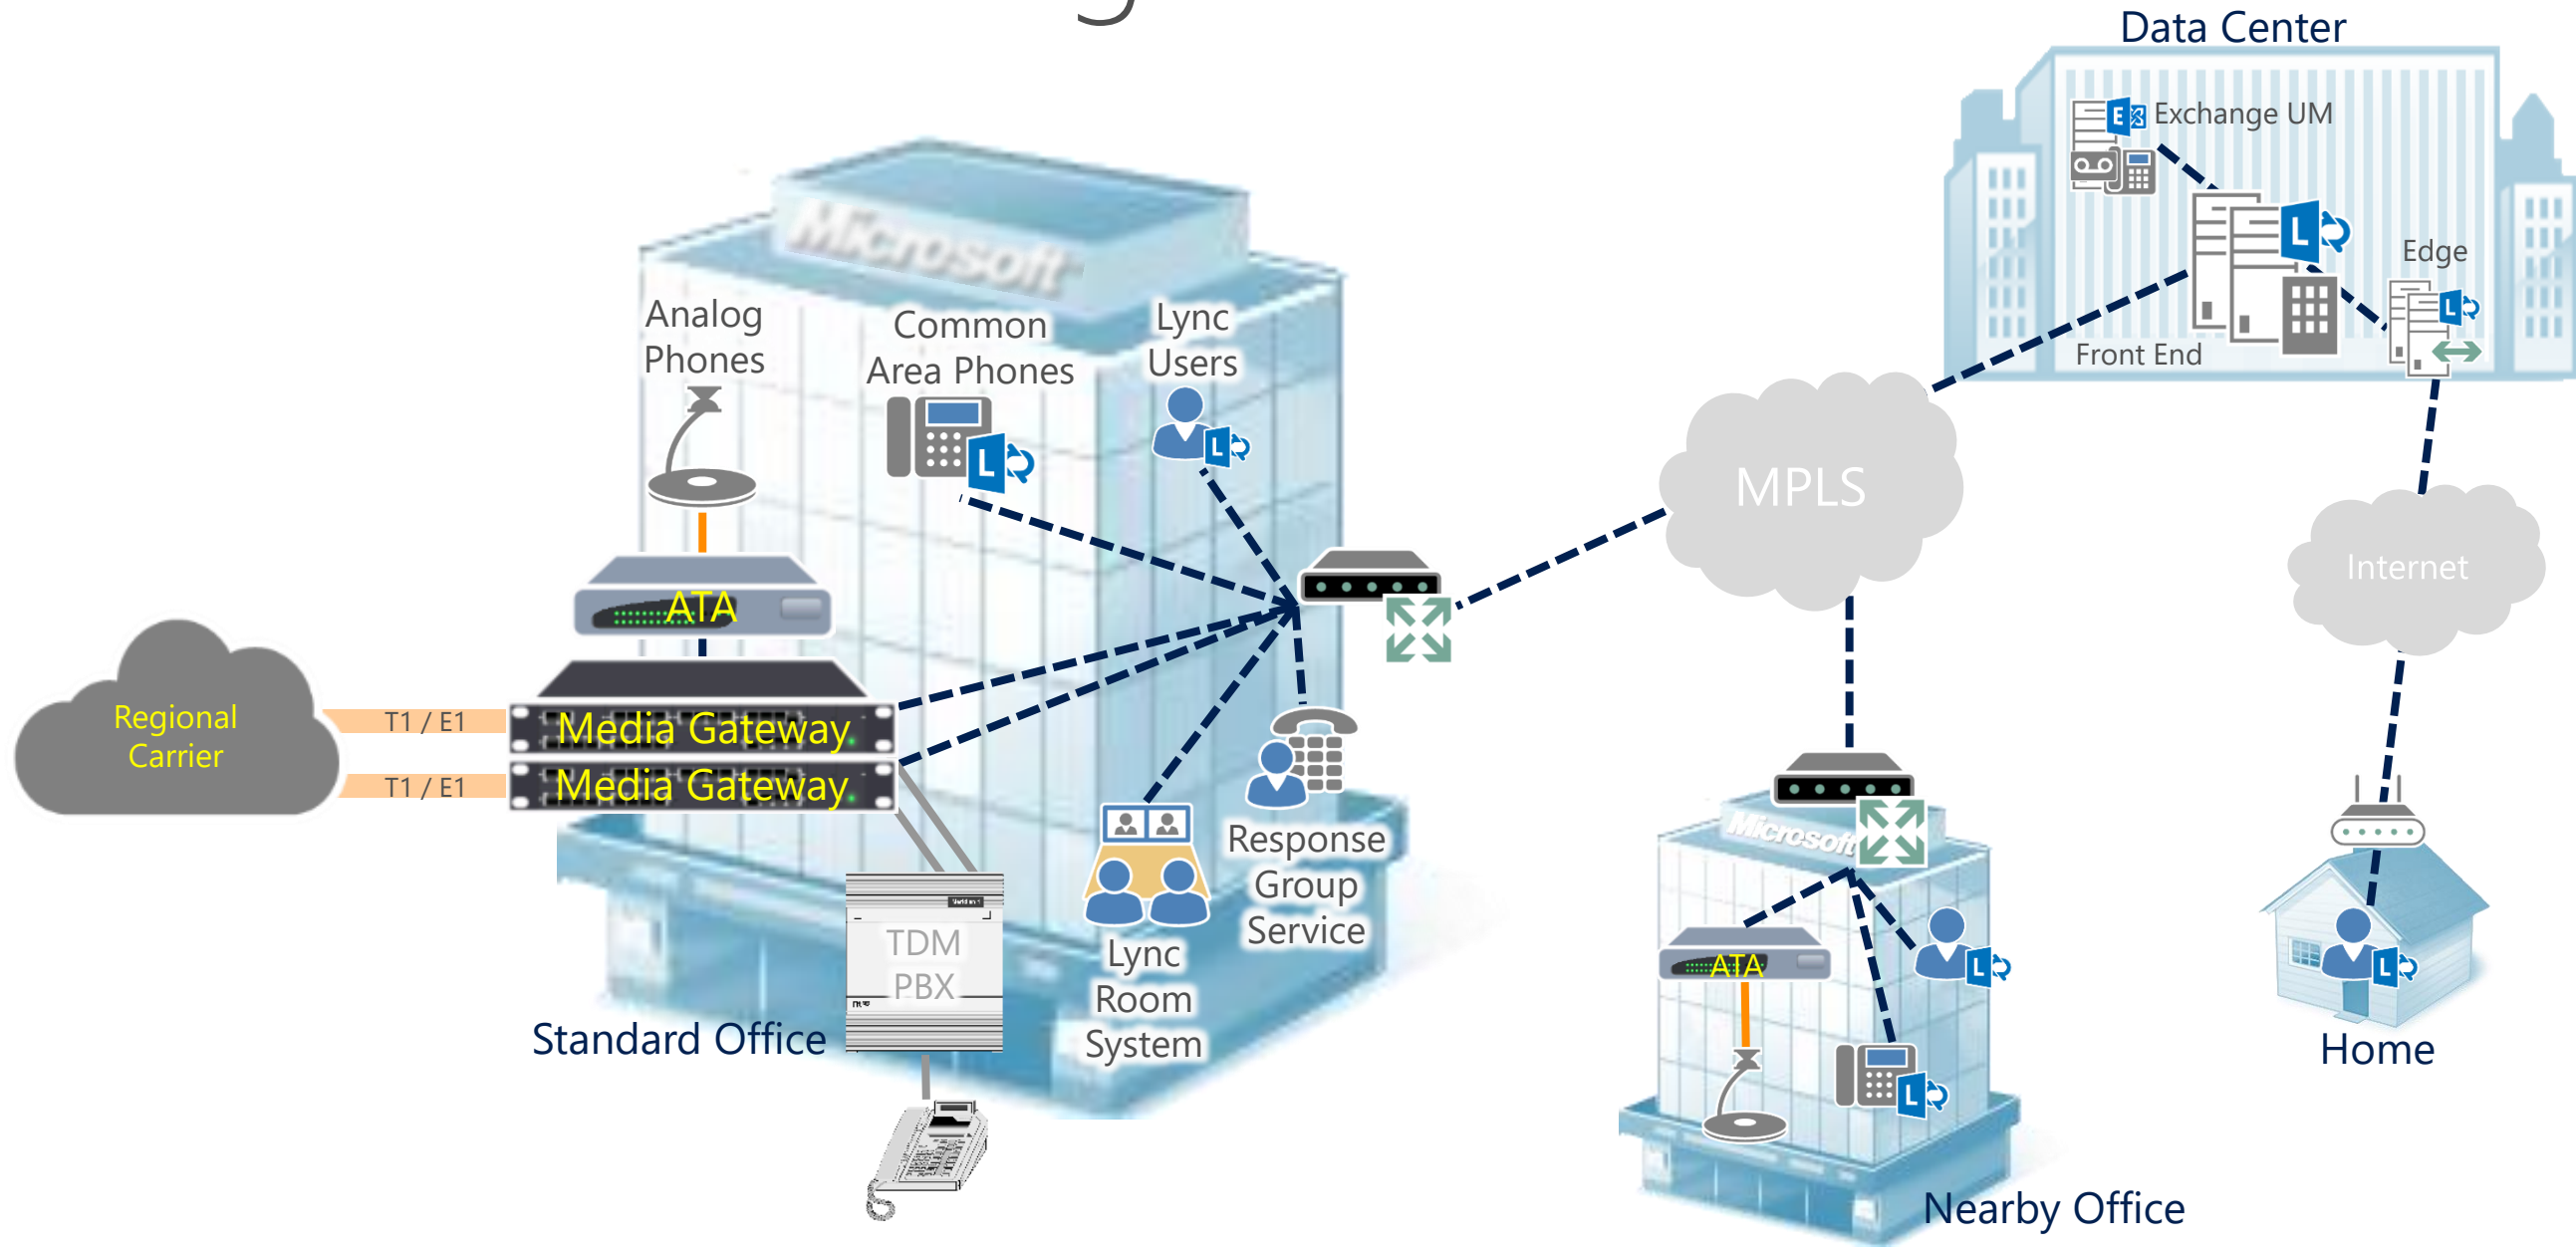 Data Center
Exchange UM
Edge
Front End
Microsoft
Analog
Phones
Common
Area Phones
Lync
Users
MPLS
Internet
ATA
Regional
Carrier
T1 / E1
Media Gateway
T1 / E1
Media Gateway
Response
Group
Service
Lync
Room
System
TDM
PBX
Standard Office
Microsoft
ATA
Home
Nearby Office